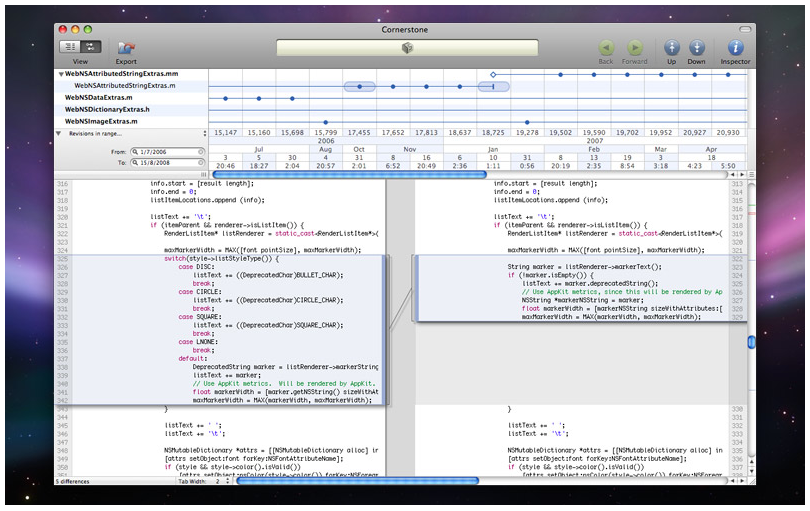 Cornerstone
View
Export
Back Forward Up Down Inspector
WebNSAttributedStringExtras.mm
WebNSAttributedStringExtras.m
WebNSDataExtras.m
WebNSDictionaryExtras.h
WebNSImageExtras.m
Revisions in range...
15,147 15,160 15,698 15,799 17,455 17,652 17,813 18,637 18,725 19,278 19,502 19,590 19,702 20,952 20,927 20,930
2006 2007
Jul Aug Oct Nov Jan Feb Mar Apr
From: 1/7/2006
3 5 30 4 31 8 16 49 10 31 8 13 19 3 18
To: 15/8/2008
20:46 18:27 2:04 20:57 2:01 6:52 13:49 2:36 1:11 0:56 20:19 2:35 8:54 3:18 4:23 5:50
316 info.start = [result length];
317 info.end = 0;
318 listItemLocations.append (info);
319
320 listText += '\t';
321 if (itemParent && renderer->isListItem()) {
322 RenderListItem* listRenderer = static_cast<RenderListItem*>(
323
324 maxMarkerWidth = MAX([font pointSize], maxMarkerWidth);
325 switch(style->listStyleType()) {
326 case DISC:
327 listText += ((DeprecatedChar)BULLET_CHAR);
328 break;
329 case CIRCLE:
330 listText += ((DeprecatedChar)CIRCLE_CHAR);
331 break;
332 case SQUARE:
333 listText += ((DeprecatedChar)SQUARE_CHAR);
334 break;
335 case LNONE:
336 break;
337 default:
338 DeprecatedString marker = listRenderer->markerString
339 listText += marker;
340 // Use AppKit metrics.  Will be rendered by AppKit.
341 float markerWidth = [marker.getNSString() sizeWithAt
342 maxMarkerWidth = MAX(markerWidth, maxMarkerWidth);
343 }
344
345 listText += ' ';
346 listText += '\t';
347
348 NSMutableDictionary *attrs = [[NSMutableDictionary alloc] in
349 [attrs setObject:font forKey:NSFontAttributeName];
350 if (style && style->color().isValid())
351 [attrs setObject:nsColor(style->color()) forKey:NSForeg
info.start = [result length]; 313
info.end = 0; 314
listItemLocations.append (info); 315
316
listText += '\t'; 317
if (itemParent && renderer->isListItem()) { 318
RenderListItem* listRenderer = static_cast<RenderListItem*>( 319
320
maxMarkerWidth = MAX([font pointSize], maxMarkerWidth); 321
322
String marker = listRenderer->markerText(); 323
if (!marker.isEmpty()) { 324
listText += marker.deprecatedString(); 325
// Use AppKit metrics, since this will be rendered by Ap 326
NSString *markerNSString = marker; 327
float markerWidth = [markerNSString sizeWithAttributes:[ 328
maxMarkerWidth = MAX(markerWidth, maxMarkerWidth); 329
} 330
331
listText += ' '; 332
listText += '\t'; 333
334
NSMutableDictionary *attrs = [[NSMutableDictionary alloc] in 335
[attrs setObject:font forKey:NSFontAttributeName]; 336
if (style && style->color().isValid()) 337
[attrs setObject:nsColor(style->color()) forKey:NSForeg 338
5 differences
Tab Width: 2